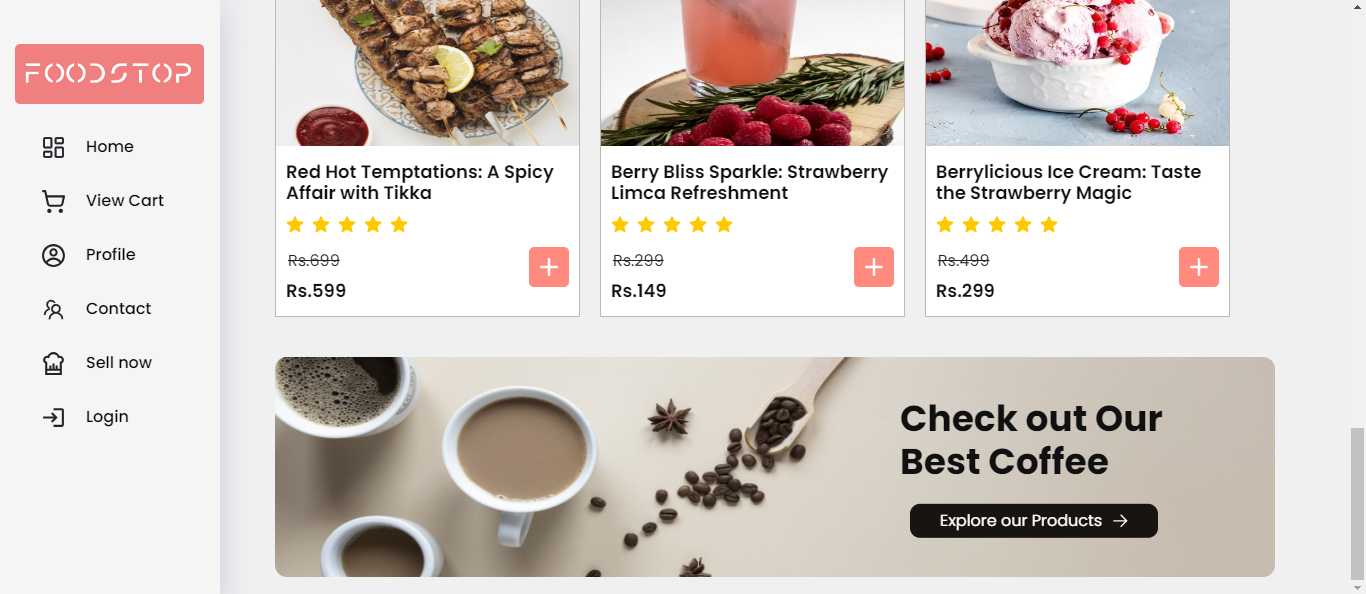 FOODSTOP
Home
View Cart
Profile
Contact
Sell now
Login
Red Hot Temptations: A Spicy
Affair with Tikka
Rs.699
Rs.599
Berry Bliss Sparkle: Strawberry
Limca Refreshment
Rs.299
Rs.149
Berrylicious Ice Cream: Taste
the Strawberry Magic
Rs.499
Rs.299
Check out Our
Best Coffee
Explore our Products